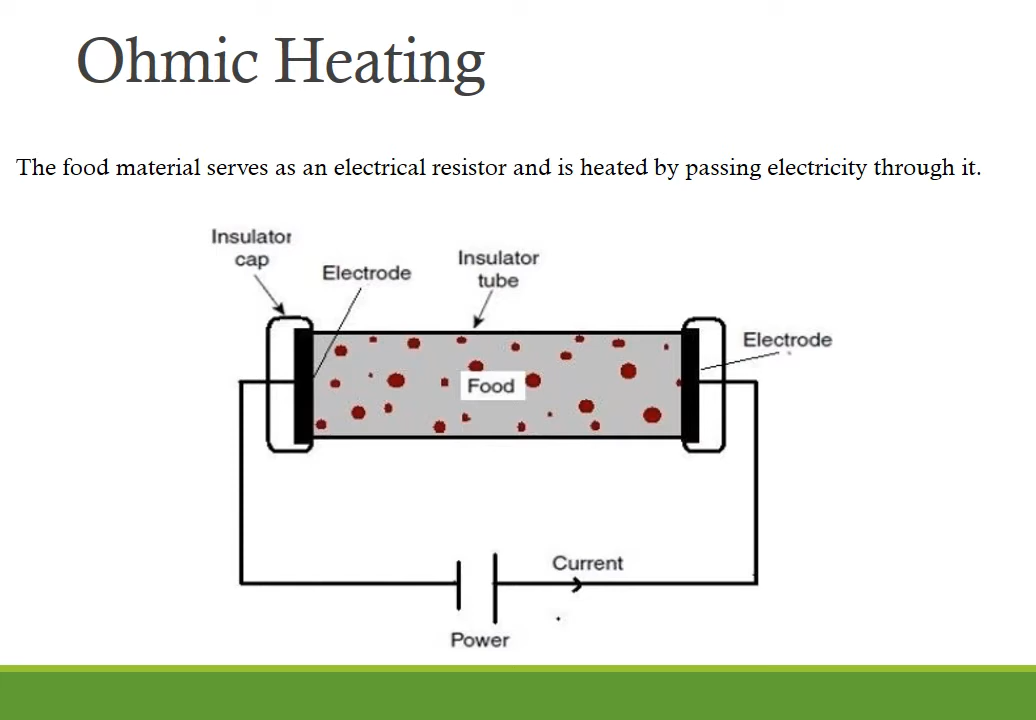 Ohmic Heating
The food material serves as an electrical resistor and is heated by passing electricity through it.
Insulator
cap
Electrode
Insulator
tube
Electrode
Food
Current
Power